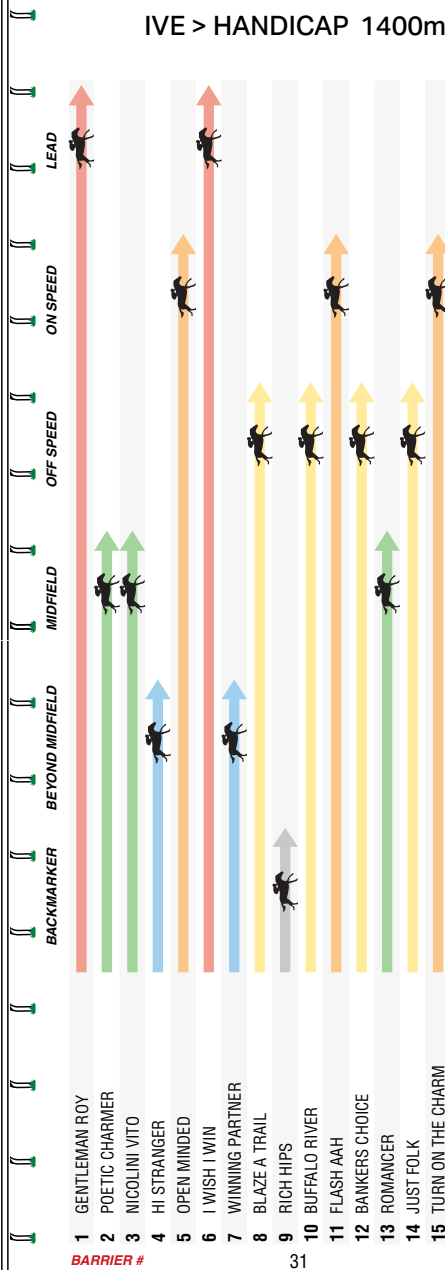 IVE > HANDICAP 1400m
LEAD
ON SPEED
OFF SPEED
MIDFIELD
BEYOND MIDFIELD
BACKMARKER
1 GENTLEMAN ROY
2 POETIC CHARMER
3 NICOLINI VITO
4 HI STRANGER
5 OPEN MINDED
6 I WISH I WIN
7 WINNING PARTNER
8 BLAZE A TRAIL
9 RICH HIPS
10 BUFFALO RIVER
11 FLASH AAH
12 BANKERS CHOICE
13 ROMANCER
14 JUST FOLK
15 TURN ON THE CHARM
BARRIER #
31